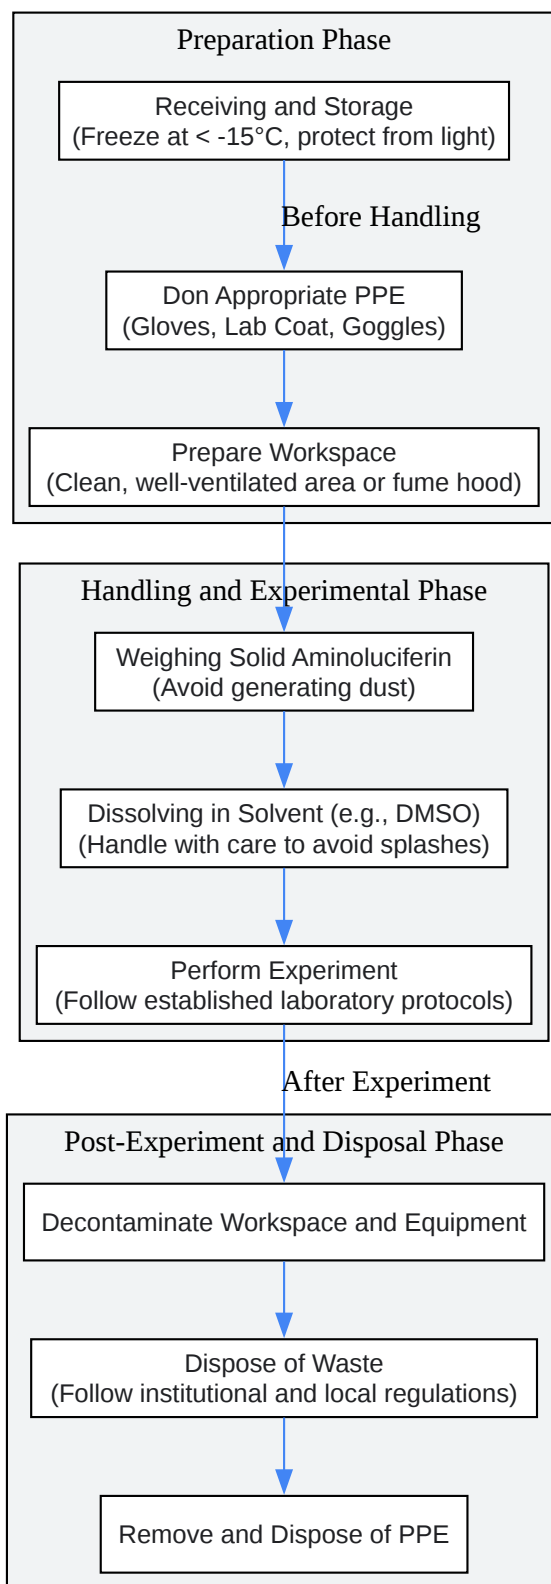 Preparation Phase
Receiving and Storage
(Freeze at < -15°C, protect from light)
Before Handling
Don Appropriate PPE
(Gloves, Lab Coat, Goggles)
Prepare Workspace
(Clean, well-ventilated area or fume hood)
Handling and Experimental Phase
Weighing Solid Aminoluciferin
(Avoid generating dust)
Dissolving in Solvent (e.g., DMSO)
(Handle with care to avoid splashes)
Perform Experiment
(Follow established laboratory protocols)
After Experiment
Post-Experiment and Disposal Phase
Decontaminate Workspace and Equipment
Dispose of Waste
(Follow institutional and local regulations)
Remove and Dispose of PPE